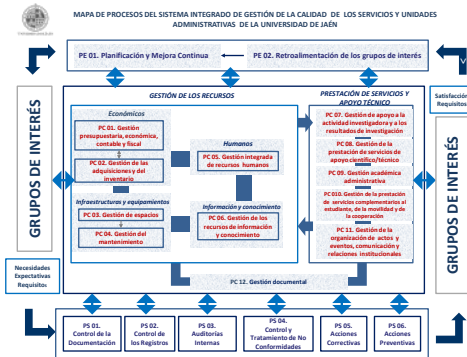 MAPA DE PROCESOS DEL SISTEMA INTEGRADO DE GESTIÓN DE LA CALIDAD DE LOS SERVICIOS Y UNIDADES
ADMINISTRATIVAS DE LA UNIVERSIDAD DE JAÉN
PE 01. Planificación y Mejora Continua
PE 02. Retroalimentación de los grupos de interés
GRUPOS DE INTERÉS
Necesidades
Expectativas
Requisitos
GESTIÓN DE LOS RECURSOS
Económicos
PC 01. Gestión
presupuestaria, económica,
contable y fiscal
PC 02. Gestión de las
adquisiciones y del
inventario
Infraestructuras y equipamientos
PC 03. Gestión de espacios
PC 04. Gestión del
mantenimiento
Humanos
PC 05. Gestión integrada
de recursos humanos
Información y conocimiento
PC 06. Gestión de los
recursos de información
y conocimiento
PRESTACIÓN DE SERVICIOS Y
APOYO TÉCNICO
PC 07. Gestión de apoyo a la
actividad investigadora y a los
resultados de investigación
PC 08. Gestión de la
prestación de servicios de
apoyo científico/técnico
PC 09. Gestión académica
administrativa
PC 010. Gestión de la prestación
de servicios complementarios al
estudiante, de la movilidad y de
la cooperación
PC 11. Gestión de la
organización de actos y
eventos, comunicación y
relaciones institucionales
PC 12. Gestión documental
Satisfacción
Requisitos
GRUPOS DE INTERÉS
PS 01.
Control de la
Documentación
PS 02.
Control de
los Registros
PS 03.
Auditorías
Internas
PS 04.
Control y
Tratamiento de No
Conformidades
PS 05.
Acciones
Correctivas
PS 06.
Acciones
Preventivas